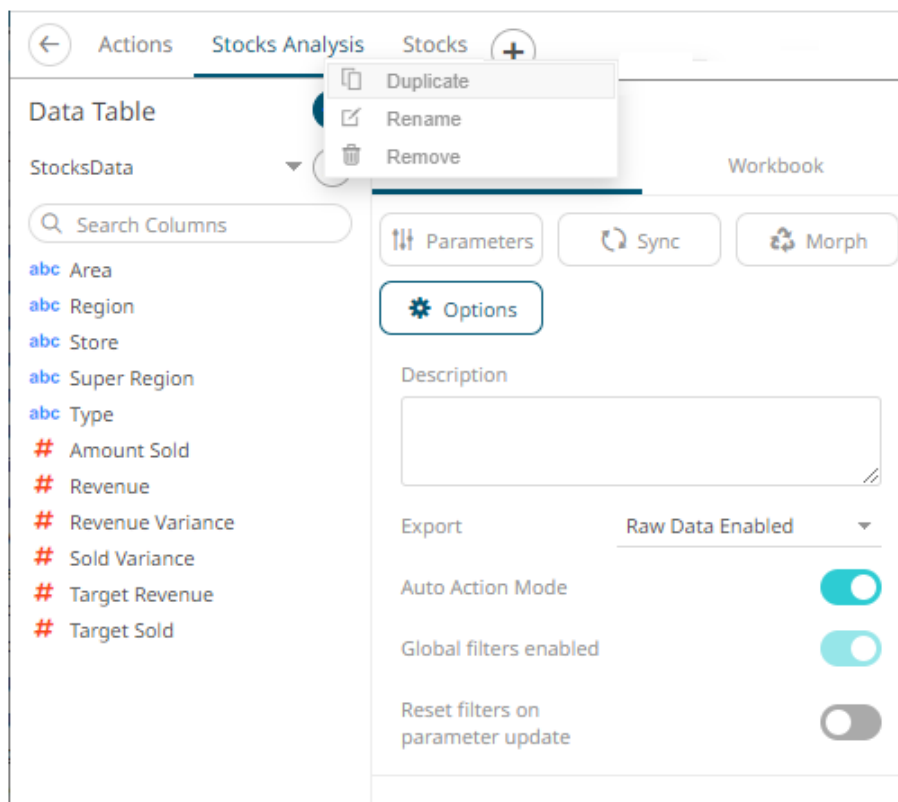 Actions Stocks Analysis Stocks
Duplicate
Rename
Remove
Data Table
StocksData
Search Columns
abc Area
abc Region
abc Store
abc Super Region
abc Type
# Amount Sold
# Revenue
# Revenue Variance
# Sold Variance
# Target Revenue
# Target Sold
Workbook
Parameters Sync Morph
Options
Description
Export Raw Data Enabled
Auto Action Mode
Global filters enabled
Reset filters on
parameter update